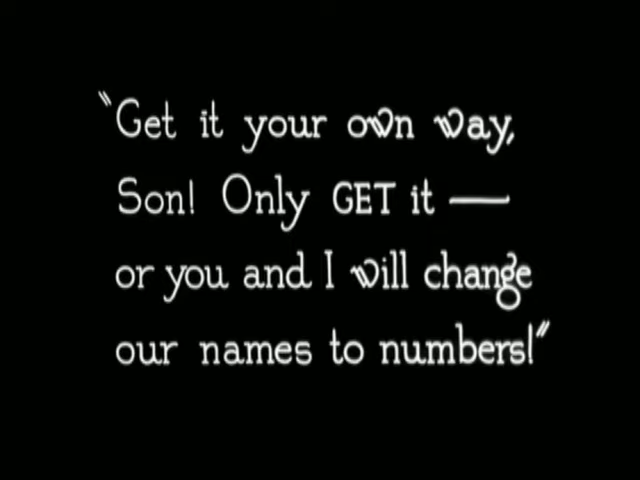 "Get it your own way,
Son! Only GET it —
or you and I will change
our names to numbers!"